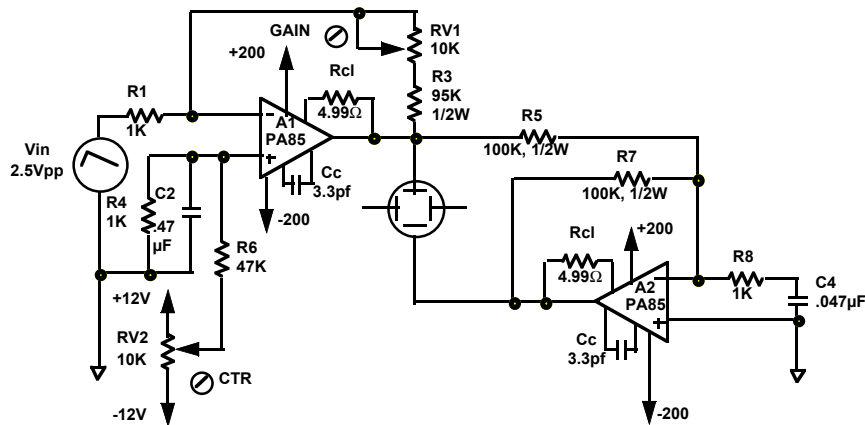 GAIN
RV1
10K
+200
Rcl
4.99Ω
R3
95K
1/2W
R1
1K
A1
PA85
R5
100K, 1/2W
Vin
2.5Vpp
R7
100K, 1/2W
Cc
3.3pf
R4
1K
C2
.47
µF
-200
R6
47K
Rcl
4.99Ω
+200
R8
1K
C4
.047µF
A2
PA85
+12V
RV2
10K
Cc
3.3pf
CTR
-12V
-200